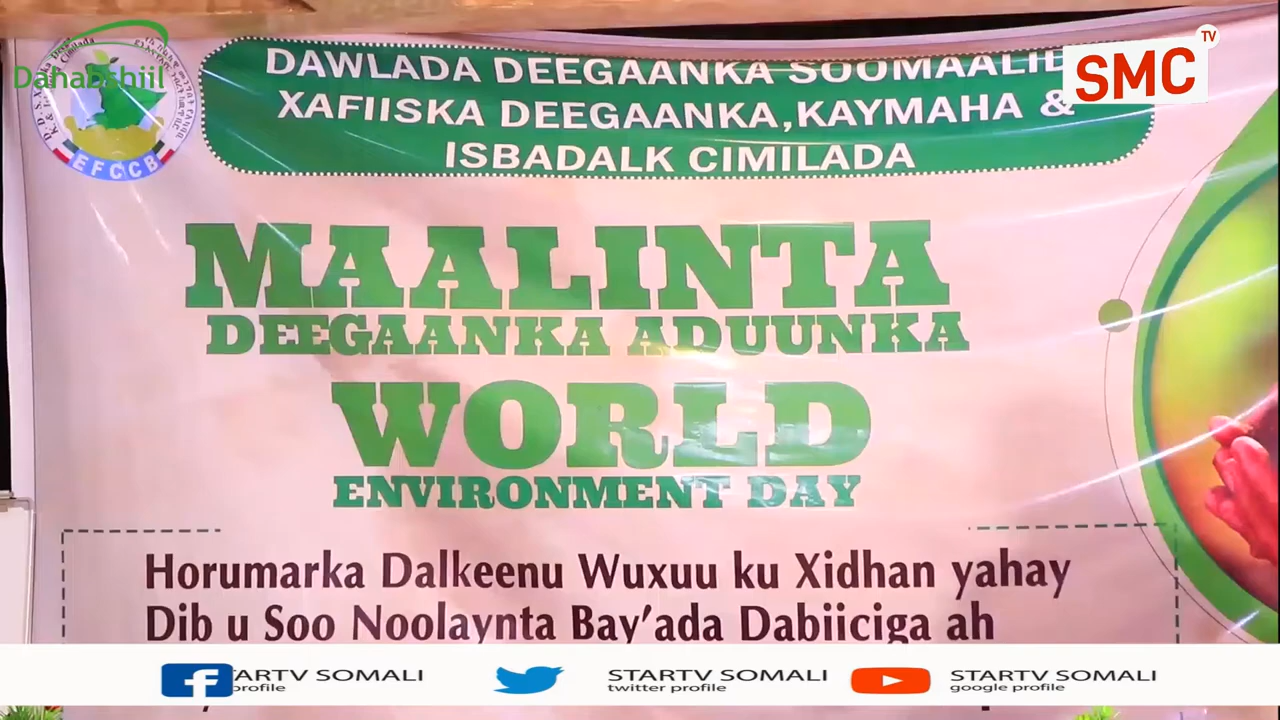 Dahabshiil
EFCCB
DAWLADA DEEGAANKA SOOMAALID
XAFIISKA DEEGAANKA,KAYMAHA &
ISBADALK CIMILADA
SMC
TV
MAALINTA
DEEGAANKA ADUUNKA
WORLD
ENVIRONMENT DAY
Horumarka Dalkeenu Wuxuu ku Xidhan yahay
Dib u Soo Noolaynta Bay'ada Dabiiciga ah
f
TARTV SOMALI
profile
STARTV SOMALI
twitter profile
STARTV SOMALI
google profile